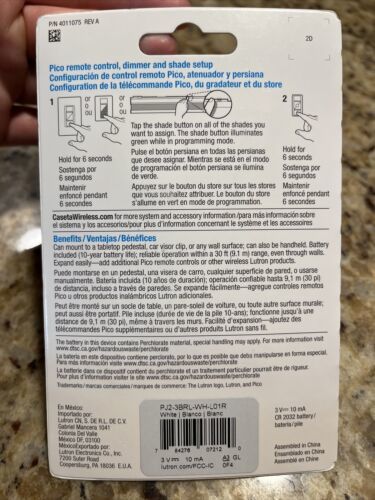 P/N 4011075 REV A
2D
Pico remote control, dimmer and shade setup
Configuración de control remoto Pico, atenuador y persiana
Configuration de la télécommande Pico, du gradateur et du store
1 or o ou or o ou 2
Hold for 6 seconds
Sostenga por 6 segundos
Maintenir enfoncé pendant 6 secondes
Tap the shade button on all of the shades you want to assign. The shade button illuminates green while in programming mode.
Pulse el botón persiana en todas las persianas que desee asignar. Mientras se está en el modo de programación el botón persiana se ilumina de verde.
Appuyez sur le bouton du store sur tous les stores que vous souhaitez attribuer. Le bouton du store s'allume en vert en mode de programmation.
Hold for 6 seconds
Sostenga por 6 segundos
Maintenir enfoncé pendant 6 secondes
CasetaWireless.com for more system and accessory information/para más información sobre
el sistema y los accesorios/pour plus d'information concernant le système et les accessoires
Benefits / Ventajas / Bénéfices
Can mount to a tabletop pedestal, car visor clip, or any wall surface; can also be handheld. Battery
included (10-year battery life); reliable operation within a 30 ft (9.1 m) range, even through walls.
Expand easily—add additional Pico remote controls or other wireless Lutron products.
Puede montarse en un pedestal, una visera de carro, cualquier superficie de pared, o usarse
manualmente. Batería incluida (10 años de duración); operación confiable hasta 9,1 m (30 pi)
de distancia, incluso a través de paredes. Se expande fácilmente—agregue controles remotos
Pico u otros productos inalámbricos Lutron adicionales.
Peut être monté sur un socle de table, un pare-soleil de voiture, ou toute autre surface murale;
peut aussi être portatif. Pile incluse (durée de vie de la pile 10-ans); fonctionne jusqu'à une
distance de 9,1 m (30 pi), même à travers les murs. Facilité d'expansion—ajoutez des
télécommandes Pico supplémentaires ou d'autres produits sans fil Lutron.
The battery in this device contains Perchlorate material, special handling may apply. For more information visit
www.dtsc.ca.gov/hazardouswaste/perchlorate
La batería en este dispositivo contiene perclorato, por lo que es posible que deba manipularse en forma especial.
Para más información visite www.dtsc.ca.gov/hazardouswaste/perchlorate
La batterie dans ce dispositif contient du perchlorate et un traitement particulier pourrait être de rigueur.
Pour plus d'information visiter le site www.dtsc.ca.gov/hazardouswaste/perchlorate
Trademarks / marcas comerciales / marques de commerce: The Lutron logo, Lutron, and Pico
En México:
Importado por:
Lutron CN, S. DE R.L. DE C.V.
Gabriel Mancera 1041
Colonia Del Valle
México DF, 03100
MéxicoExportado por:
Lutron Electronics Co., Inc.
7200 Suter Road
Coopersburg, PA 18036 E.U.A.
PJ2-3BRL-WH-L01R
White | Blanco | Blanc
7 84276 07212 0
3 V⎓ 10 mA A2 GL
lutron.com/FCC-IC 0F4
3 V⎓ 10 mA
CR 2032 battery/
batería / pile
Assembled in China
Ensamblado en China
Assemblé en Chine